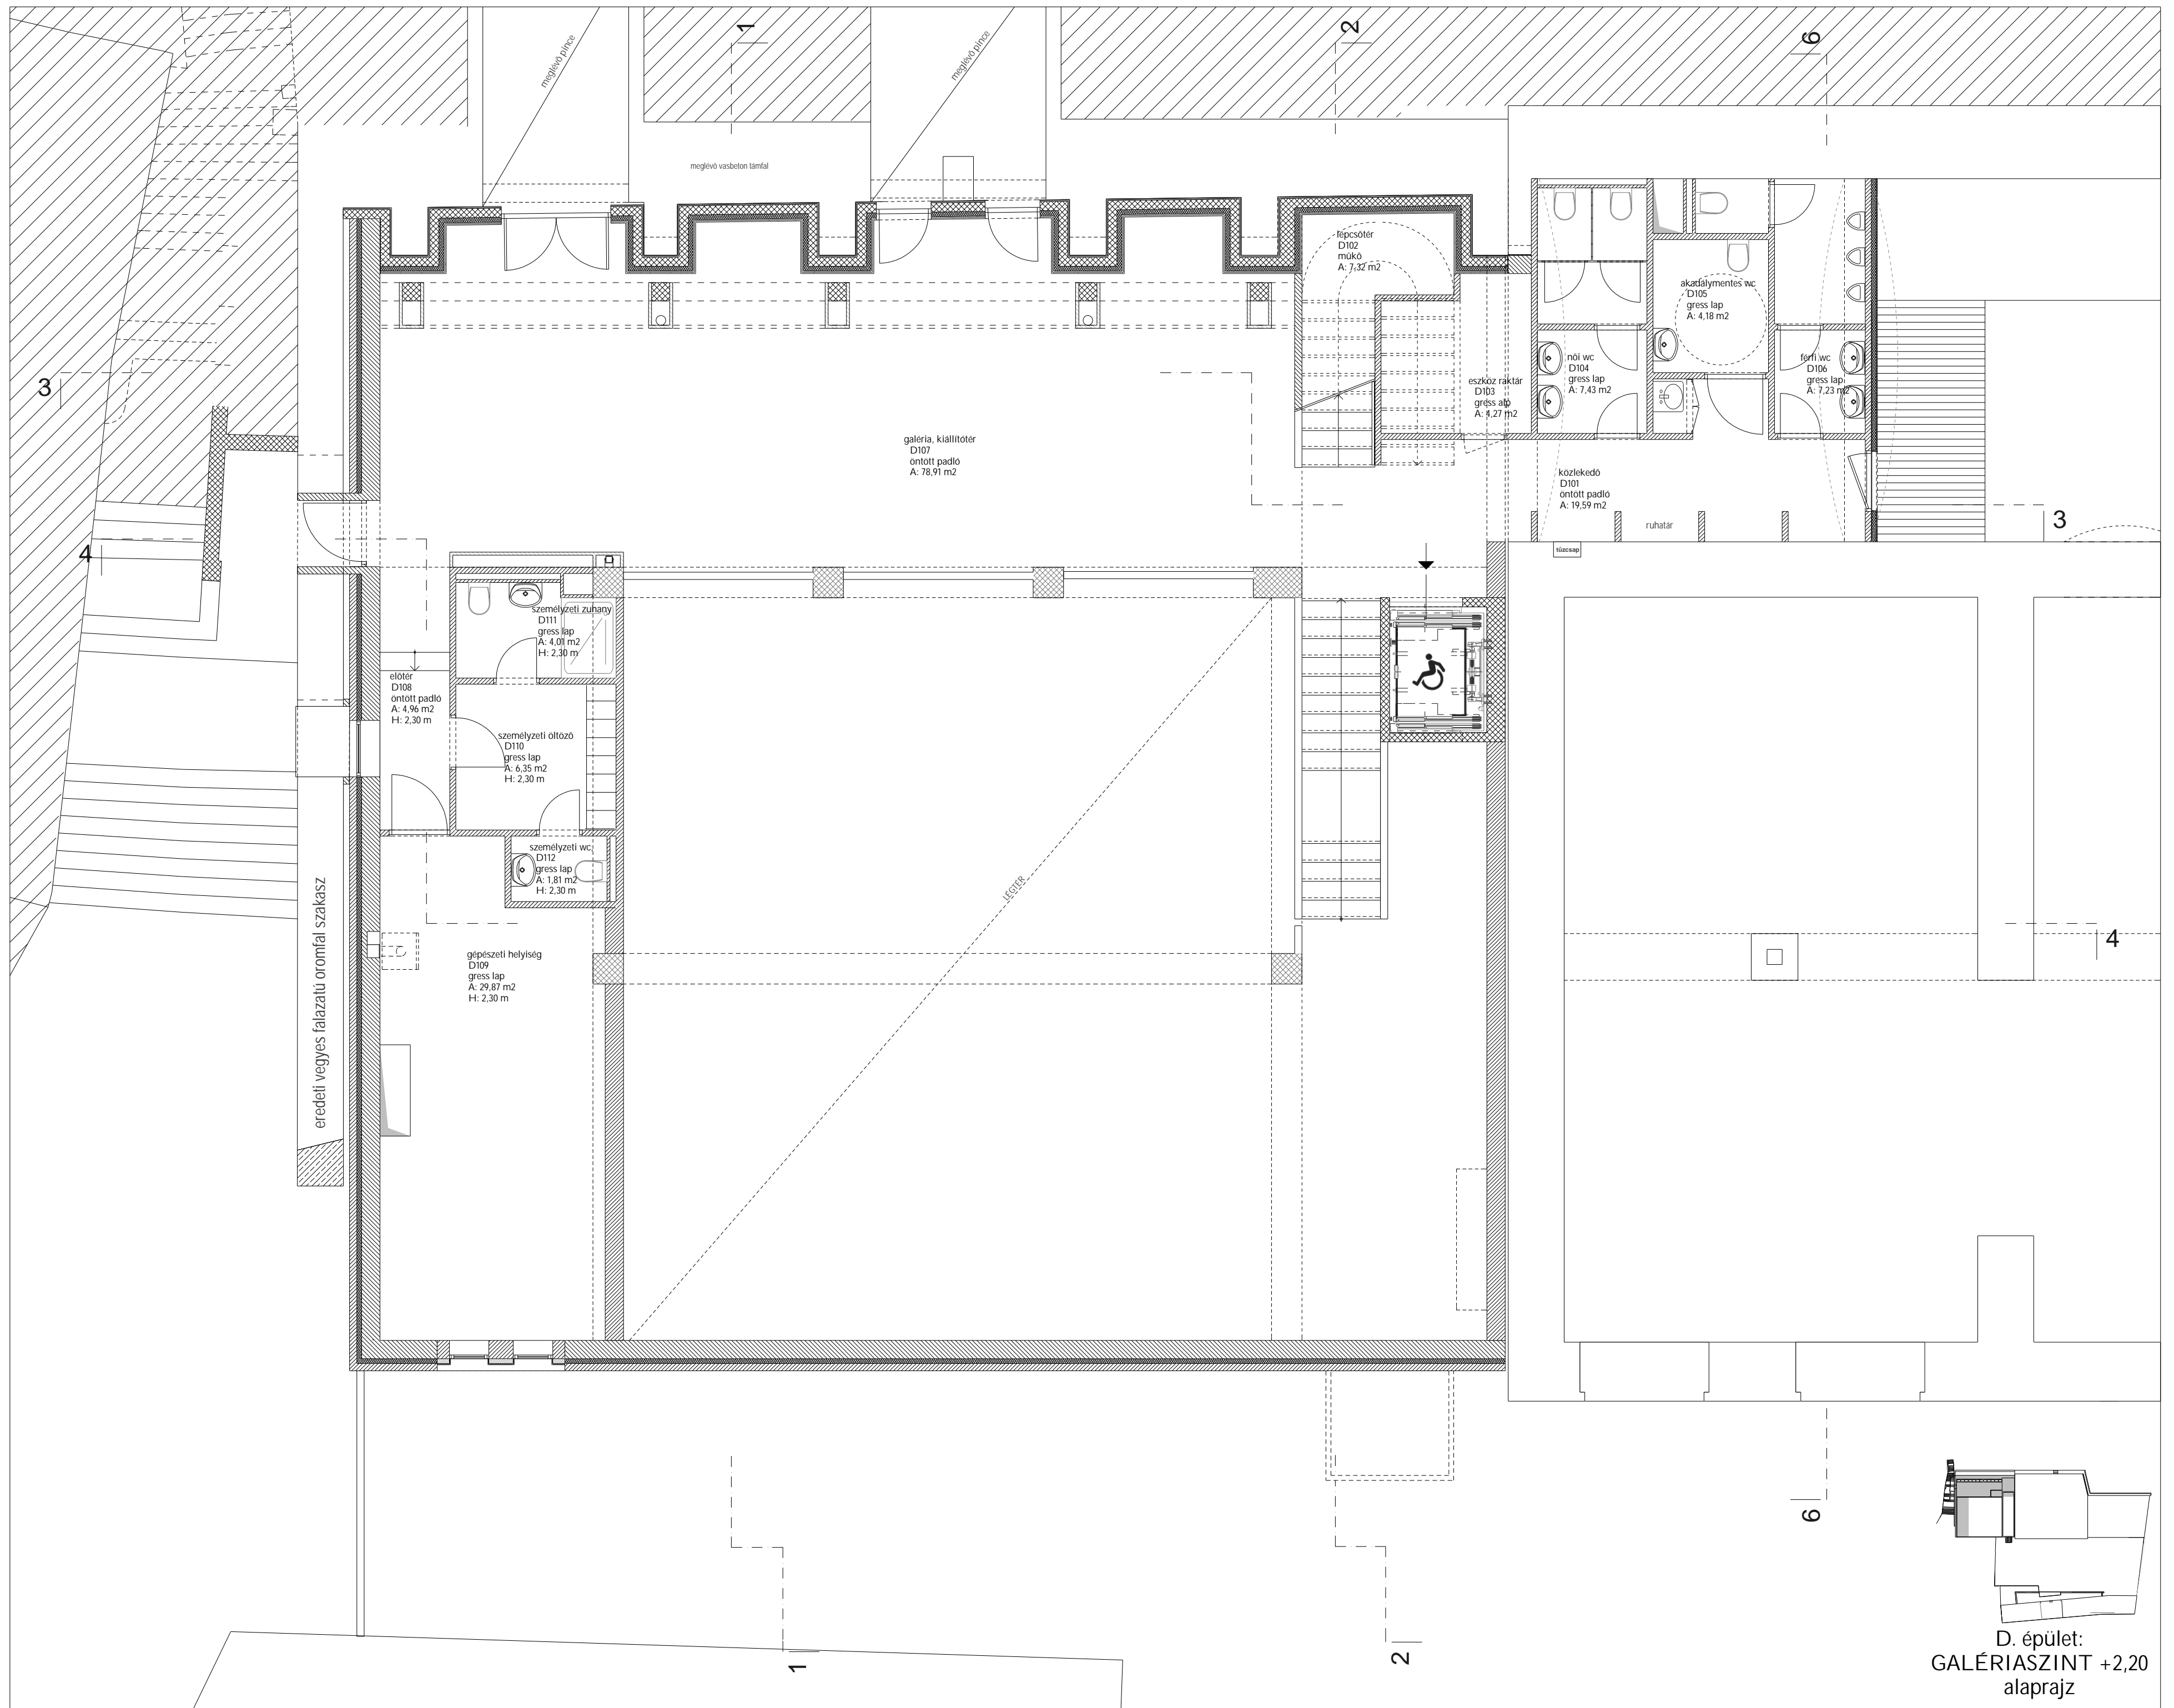 1
2
6
meglévő pince
meglévő pince
meglévő vasbeton támfal
lépcsőtér
D102
műkő
A: 7,32 m2
akadálymentes wc
D105
gress lap
A: 4,18 m2
női wc
D104
gress lap
A: 7,43 m2
férfi wc
D106
gress lap
A: 7,23 m2
eszköz raktár
D103
gress alp
A: 4,27 m2
3
galéria, kiállítótér
D107
öntött padló
A: 78,91 m2
közlekedő
D101
öntött padló
A: 19,59 m2
ruhatár
3
tűzcsap
4
személyzeti zuhany
D111
gress lap
A: 4,01 m2
H: 2,30 m
előtér
D108
öntött padló
A: 4,96 m2
H: 2,30 m
személyzeti öltöző
D110
gress lap
A: 6,35 m2
H: 2,30 m
személyzeti wc
D112
gress lap
A: 1,81 m2
H: 2,30 m
LÉGTÉR
eredeti vegyes falazatú oromfal szakasz
gépészeti helyiség
D109
gress lap
A: 29,87 m2
H: 2,30 m
4
6
1
2
D. épület:
GALÉRIASZINT +2,20
alaprajz